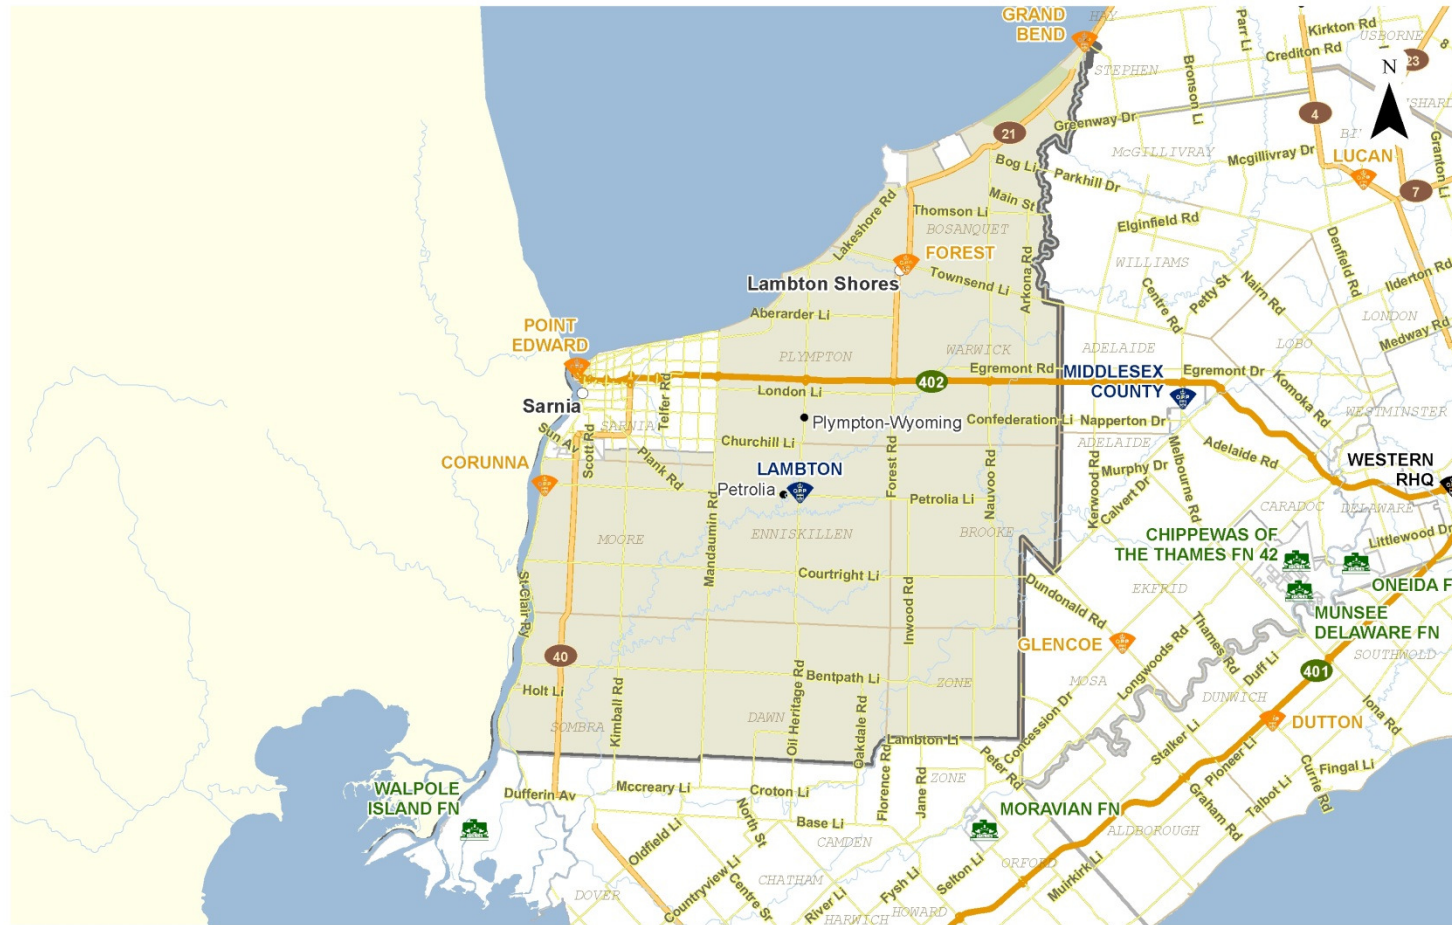 GRAND
BEND
HAY
Parr Li
Kirkton Rd
USBORNE
Crediton Rd
23
8
N
STEPHEN
Bronson Li
21
Greenway Dr
4
Granton Li
McGILLIVRAY
Mcgillivray Dr
LUCAN
Bog Li
Parkhill Dr
7
Main St
Lakeshore Rd
Thomson Li
BOSANQUET
Elginfield Rd
Denfield Rd
FOREST
Arkona Rd
WILLIAMS
Petty St
Nairn Rd
Ilderton Rd
Lambton Shores
Townsend Li
Centre Rd
Aberarder Li
LONDON
Medway Rd
POINT
EDWARD
PLYMPTON
WARWICK
ADELAIDE
LOBO
402
Egremont Rd
MIDDLESEX
COUNTY
Egremont Dr
Komoka Rd
Telfer Rd
London Li
Sarnia
SARNIA
Plympton-Wyoming
Confederation Li
Napperton Dr
WESTMINSTER
Sun Av
Scott Rd
Churchill Li
ADELAIDE
Adelaide Rd
CORUNNA
Plank Rd
LAMBTON
Petrolia
Forest Rd
Petrolia Li
Nauvoo Rd
Kerwood Rd
Murphy Dr
Calvert Dr
Melbourne Rd
WESTERN
RHQ
Mandaumin Rd
CARADOC
DELAWARE
MOORE
ENNISKILLEN
BROOKE
CHIPPEWAS OF
THE THAMES FN 42
Littlewood Dr
St Clair Py
Courtright Li
Dundonald Rd
EKFRID
ONEIDA F
Inwood Rd
MUNSEE
DELAWARE FN
40
GLENCOE
Thames Rd
Longwoods Rd
Duff Li
401
SOUTHWOLD
Holt Li
Kimball Rd
Bentpath Li
ZONE
MOSA
DUNWICH
SOMBRA
DAWN
Oil Heritage Rd
Oakdale Rd
Concession Dr
DUTTON
Iona Rd
Lambton Li
Stalker Li
Pioneer Li
WALPOLE
ISLAND FN
Dufferin Av
Mccreary Li
Croton Li
Florence Rd
Jane Rd
ZONE
Peter Rd
Fingal Li
Currie Rd
Talbot Li
Graham Rd
North St
Base Li
MORAVIAN FN
Oldfield Li
CAMDEN
ALDBOROUGH
Countryview Li
Centre Sr
CHATHAM
Selton Li
ORFORD
Muirkirk Li
DOVER
River Li
Fysh Li
HARWICH
HOWARD